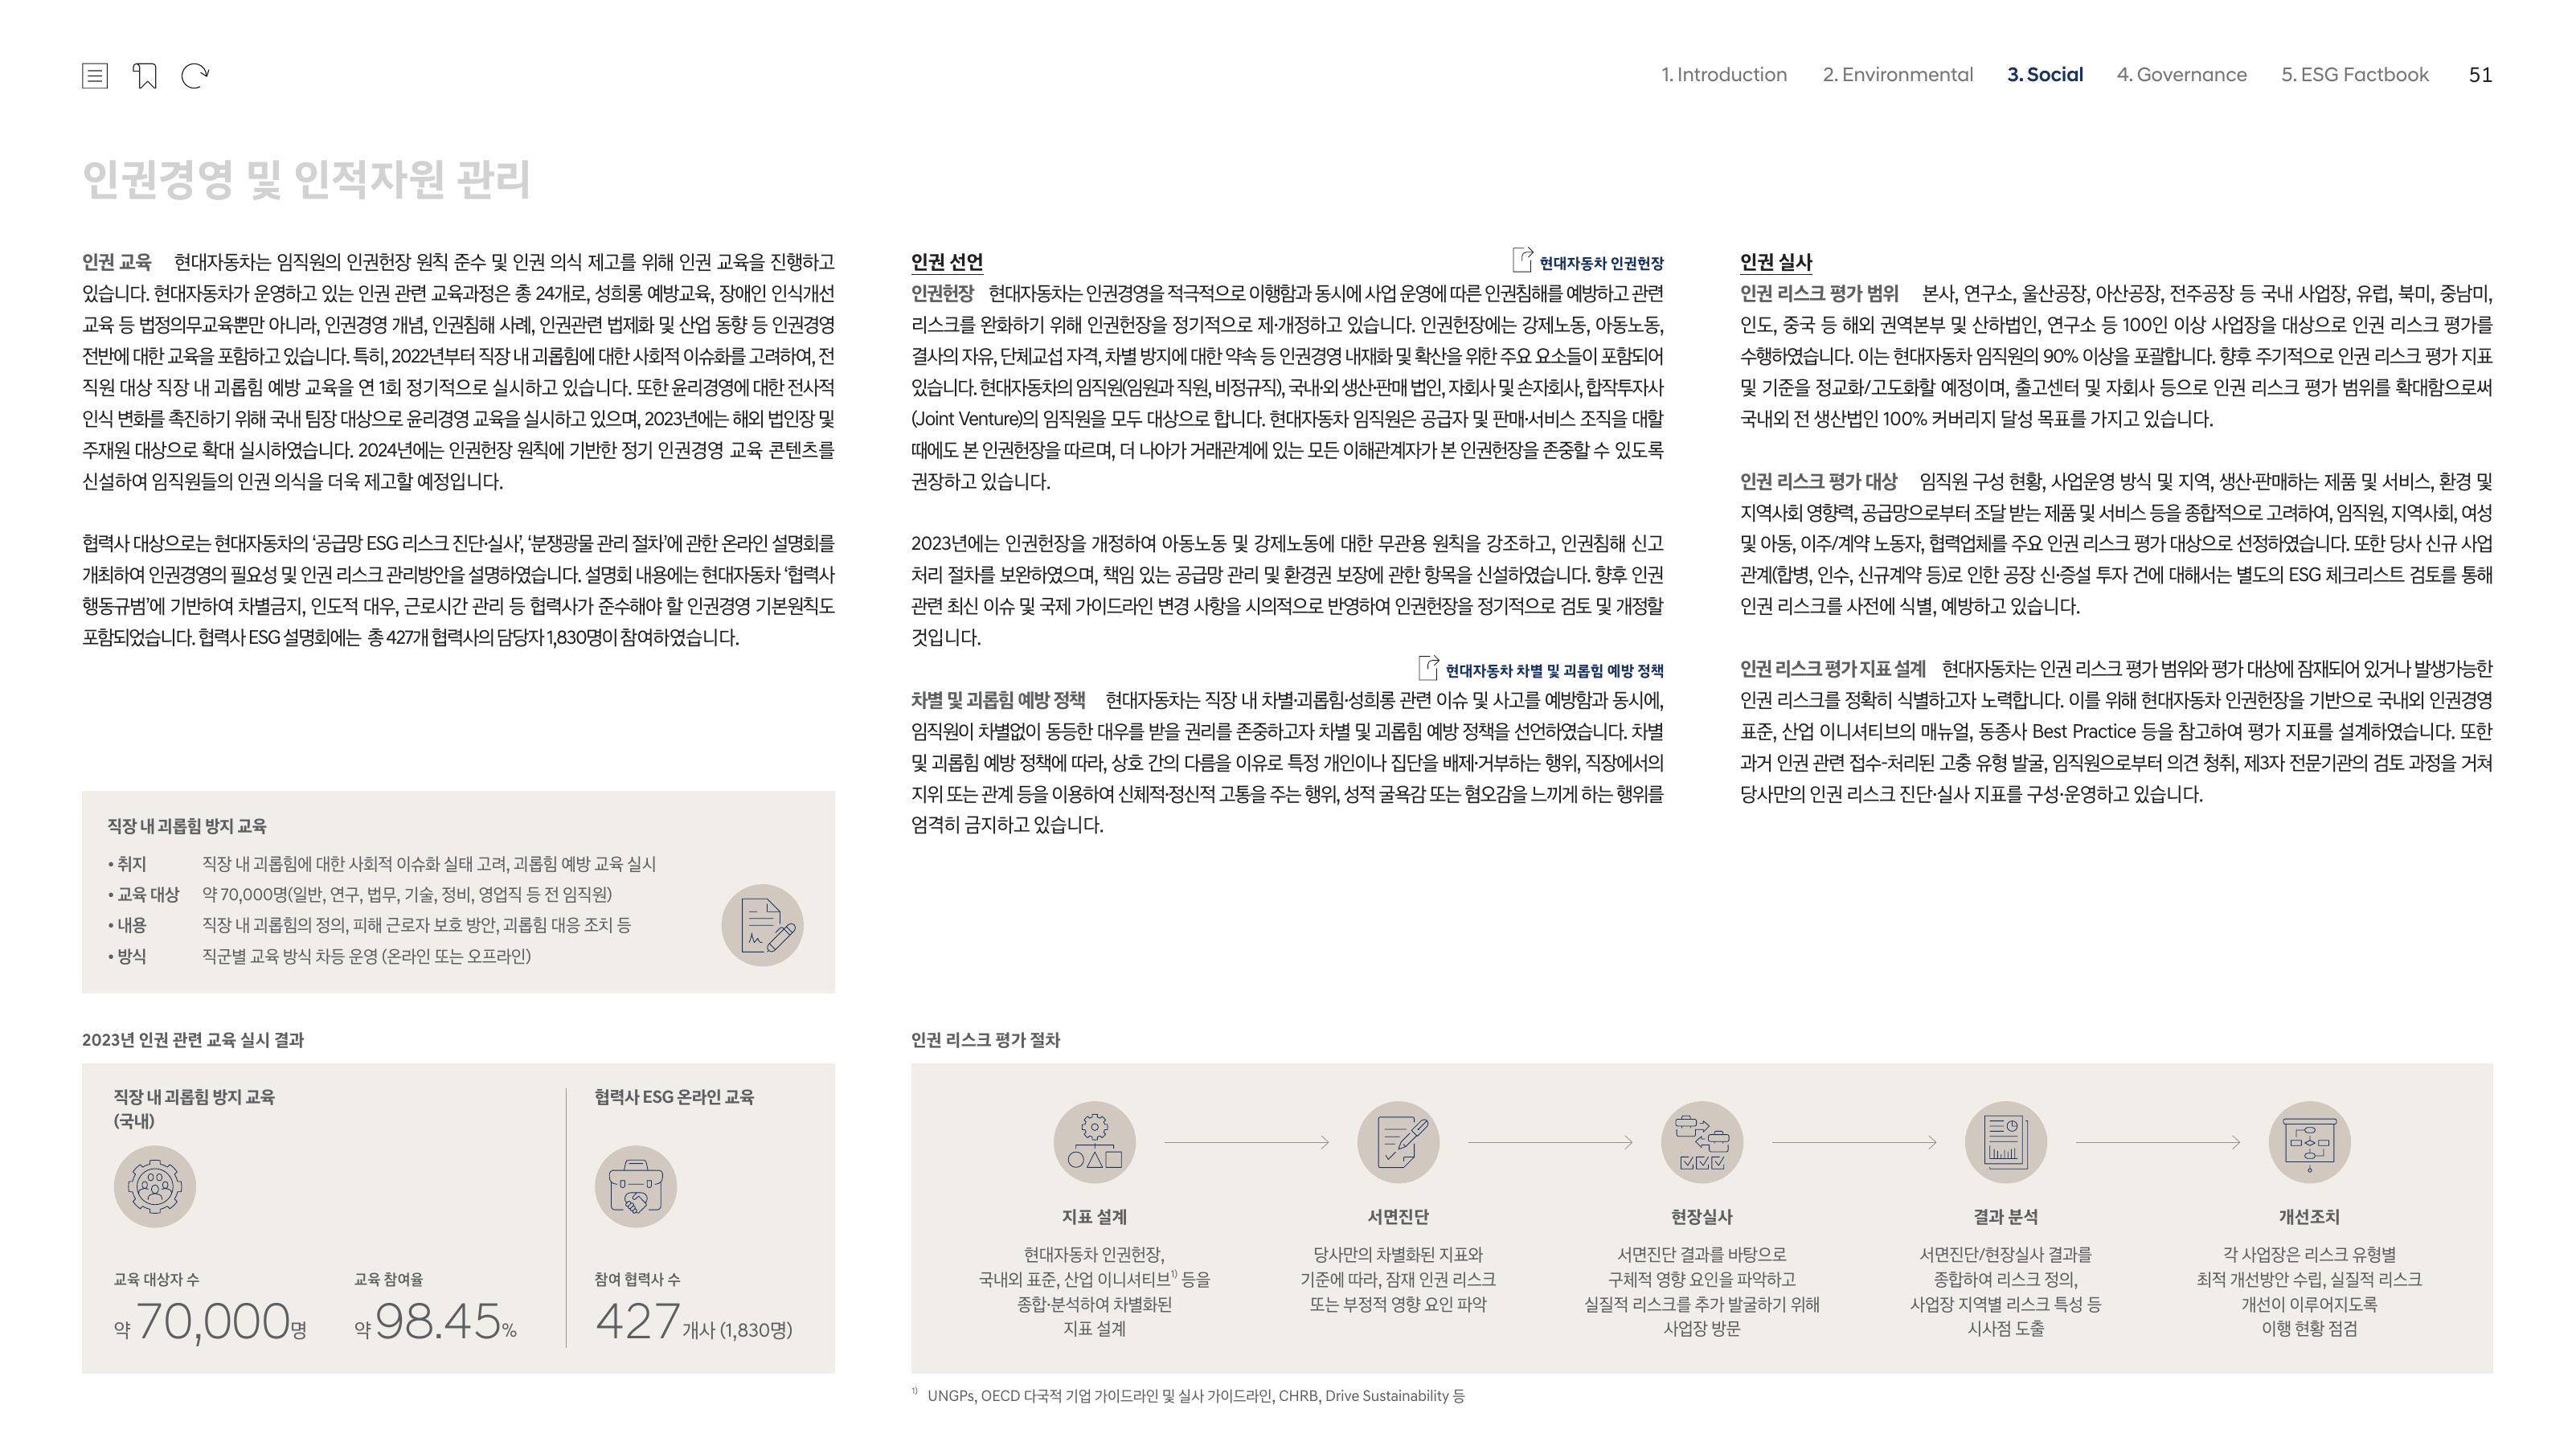 1. Introduction 2. Environmental 3. Social 4. Governance 5. ESG Factbook 51
인권경영 및 인적자원 관리
인권 교육 현대자동차는 임직원의 인권헌장 원칙 준수 및 인권 의식 제고를 위해 인권 교육을 진행하고
있습니다. 현대자동차가 운영하고 있는 인권 관련 교육과정은 총 24개로, 성희롱 예방교육, 장애인 인식개선
교육 등 법정의무교육뿐만 아니라, 인권경영 개념, 인권침해 사례, 인권관련 법제화 및 산업 동향 등 인권경영
전반에 대한 교육을 포함하고 있습니다. 특히, 2022년부터 직장 내 괴롭힘에 대한 사회적 이슈화를 고려하여, 전
직원 대상 직장 내 괴롭힘 예방 교육을 연 1회 정기적으로 실시하고 있습니다. 또한 윤리경영에 대한 전사적
인식 변화를 촉진하기 위해 국내 팀장 대상으로 윤리경영 교육을 실시하고 있으며, 2023년에는 해외 법인장 및
주재원 대상으로 확대 실시하였습니다. 2024년에는 인권헌장 원칙에 기반한 정기 인권경영 교육 콘텐츠를
신설하여 임직원들의 인권 의식을 더욱 제고할 예정입니다.
협력사 대상으로는 현대자동차의 ‘공급망 ESG 리스크 진단·실사’, ‘분쟁광물 관리 절차’에 관한 온라인 설명회를
개최하여 인권경영의 필요성 및 인권 리스크 관리방안을 설명하였습니다. 설명회 내용에는 현대자동차 ‘협력사
행동규범’에 기반하여 차별금지, 인도적 대우, 근로시간 관리 등 협력사가 준수해야 할 인권경영 기본원칙도
포함되었습니다. 협력사 ESG 설명회에는 총 427개 협력사의 담당자 1,830명이 참여하였습니다.
직장 내 괴롭힘 방지 교육
• 취지 직장 내 괴롭힘에 대한 사회적 이슈화 실태 고려, 괴롭힘 예방 교육 실시
• 교육 대상 약 70,000명(일반, 연구, 법무, 기술, 정비, 영업직 등 전 임직원)
• 내용 직장 내 괴롭힘의 정의, 피해 근로자 보호 방안, 괴롭힘 대응 조치 등
• 방식 직군별 교육 방식 차등 운영 (온라인 또는 오프라인)
2023년 인권 관련 교육 실시 결과
직장 내 괴롭힘 방지 교육
(국내)
교육 대상자 수 교육 참여율
약 70,000명 약 98.45%
협력사 ESG 온라인 교육
참여 협력사 수
427개사 (1,830명)
인권 선언 현대자동차 인권헌장
인권헌장 현대자동차는 인권경영을 적극적으로 이행함과 동시에 사업 운영에 따른 인권침해를 예방하고 관련
리스크를 완화하기 위해 인권헌장을 정기적으로 제·개정하고 있습니다. 인권헌장에는 강제노동, 아동노동,
결사의 자유, 단체교섭 자격, 차별 방지에 대한 약속 등 인권경영 내재화 및 확산을 위한 주요 요소들이 포함되어
있습니다. 현대자동차의 임직원(임원과 직원, 비정규직), 국내·외 생산·판매 법인, 자회사 및 손자회사, 합작투자사
(Joint Venture)의 임직원을 모두 대상으로 합니다. 현대자동차 임직원은 공급자 및 판매·서비스 조직을 대할
때에도 본 인권헌장을 따르며, 더 나아가 거래관계에 있는 모든 이해관계자가 본 인권헌장을 존중할 수 있도록
권장하고 있습니다.
2023년에는 인권헌장을 개정하여 아동노동 및 강제노동에 대한 무관용 원칙을 강조하고, 인권침해 신고
처리 절차를 보완하였으며, 책임 있는 공급망 관리 및 환경권 보장에 관한 항목을 신설하였습니다. 향후 인권
관련 최신 이슈 및 국제 가이드라인 변경 사항을 시의적으로 반영하여 인권헌장을 정기적으로 검토 및 개정할
것입니다.
현대자동차 차별 및 괴롭힘 예방 정책
차별 및 괴롭힘 예방 정책 현대자동차는 직장 내 차별·괴롭힘·성희롱 관련 이슈 및 사고를 예방함과 동시에,
임직원이 차별없이 동등한 대우를 받을 권리를 존중하고자 차별 및 괴롭힘 예방 정책을 선언하였습니다. 차별
및 괴롭힘 예방 정책에 따라, 상호 간의 다름을 이유로 특정 개인이나 집단을 배제·거부하는 행위, 직장에서의
지위 또는 관계 등을 이용하여 신체적·정신적 고통을 주는 행위, 성적 굴욕감 또는 혐오감을 느끼게 하는 행위를
엄격히 금지하고 있습니다.
인권 실사
인권 리스크 평가 범위 본사, 연구소, 울산공장, 아산공장, 전주공장 등 국내 사업장, 유럽, 북미, 중남미,
인도, 중국 등 해외 권역본부 및 산하법인, 연구소 등 100인 이상 사업장을 대상으로 인권 리스크 평가를
수행하였습니다. 이는 현대자동차 임직원의 90% 이상을 포괄합니다. 향후 주기적으로 인권 리스크 평가 지표
및 기준을 정교화/고도화할 예정이며, 출고센터 및 자회사 등으로 인권 리스크 평가 범위를 확대함으로써
국내외 전 생산법인 100% 커버리지 달성 목표를 가지고 있습니다.
인권 리스크 평가 대상 임직원 구성 현황, 사업운영 방식 및 지역, 생산·판매하는 제품 및 서비스, 환경 및
지역사회 영향력, 공급망으로부터 조달 받는 제품 및 서비스 등을 종합적으로 고려하여, 임직원, 지역사회, 여성
및 아동, 이주/계약 노동자, 협력업체를 주요 인권 리스크 평가 대상으로 선정하였습니다. 또한 당사 신규 사업
관계(합병, 인수, 신규계약 등)로 인한 공장 신·증설 투자 건에 대해서는 별도의 ESG 체크리스트 검토를 통해
인권 리스크를 사전에 식별, 예방하고 있습니다.
인권 리스크 평가 지표 설계 현대자동차는 인권 리스크 평가 범위와 평가 대상에 잠재되어 있거나 발생가능한
인권 리스크를 정확히 식별하고자 노력합니다. 이를 위해 현대자동차 인권헌장을 기반으로 국내외 인권경영
표준, 산업 이니셔티브의 매뉴얼, 동종사 Best Practice 등을 참고하여 평가 지표를 설계하였습니다. 또한
과거 인권 관련 접수-처리된 고충 유형 발굴, 임직원으로부터 의견 청취, 제3자 전문기관의 검토 과정을 거쳐
당사만의 인권 리스크 진단·실사 지표를 구성·운영하고 있습니다.
인권 리스크 평가 절차
지표 설계
현대자동차 인권헌장,
국내외 표준, 산업 이니셔티브1) 등을
종합·분석하여 차별화된
지표 설계
서면진단
당사만의 차별화된 지표와
기준에 따라, 잠재 인권 리스크
또는 부정적 영향 요인 파악
현장실사
서면진단 결과를 바탕으로
구체적 영향 요인을 파악하고
실질적 리스크를 추가 발굴하기 위해
사업장 방문
결과 분석
서면진단/현장실사 결과를
종합하여 리스크 정의,
사업장 지역별 리스크 특성 등
시사점 도출
개선조치
각 사업장은 리스크 유형별
최적 개선방안 수립, 실질적 리스크
개선이 이루어지도록
이행 현황 점검
1) UNGPs, OECD 다국적 기업 가이드라인 및 실사 가이드라인, CHRB, Drive Sustainability 등